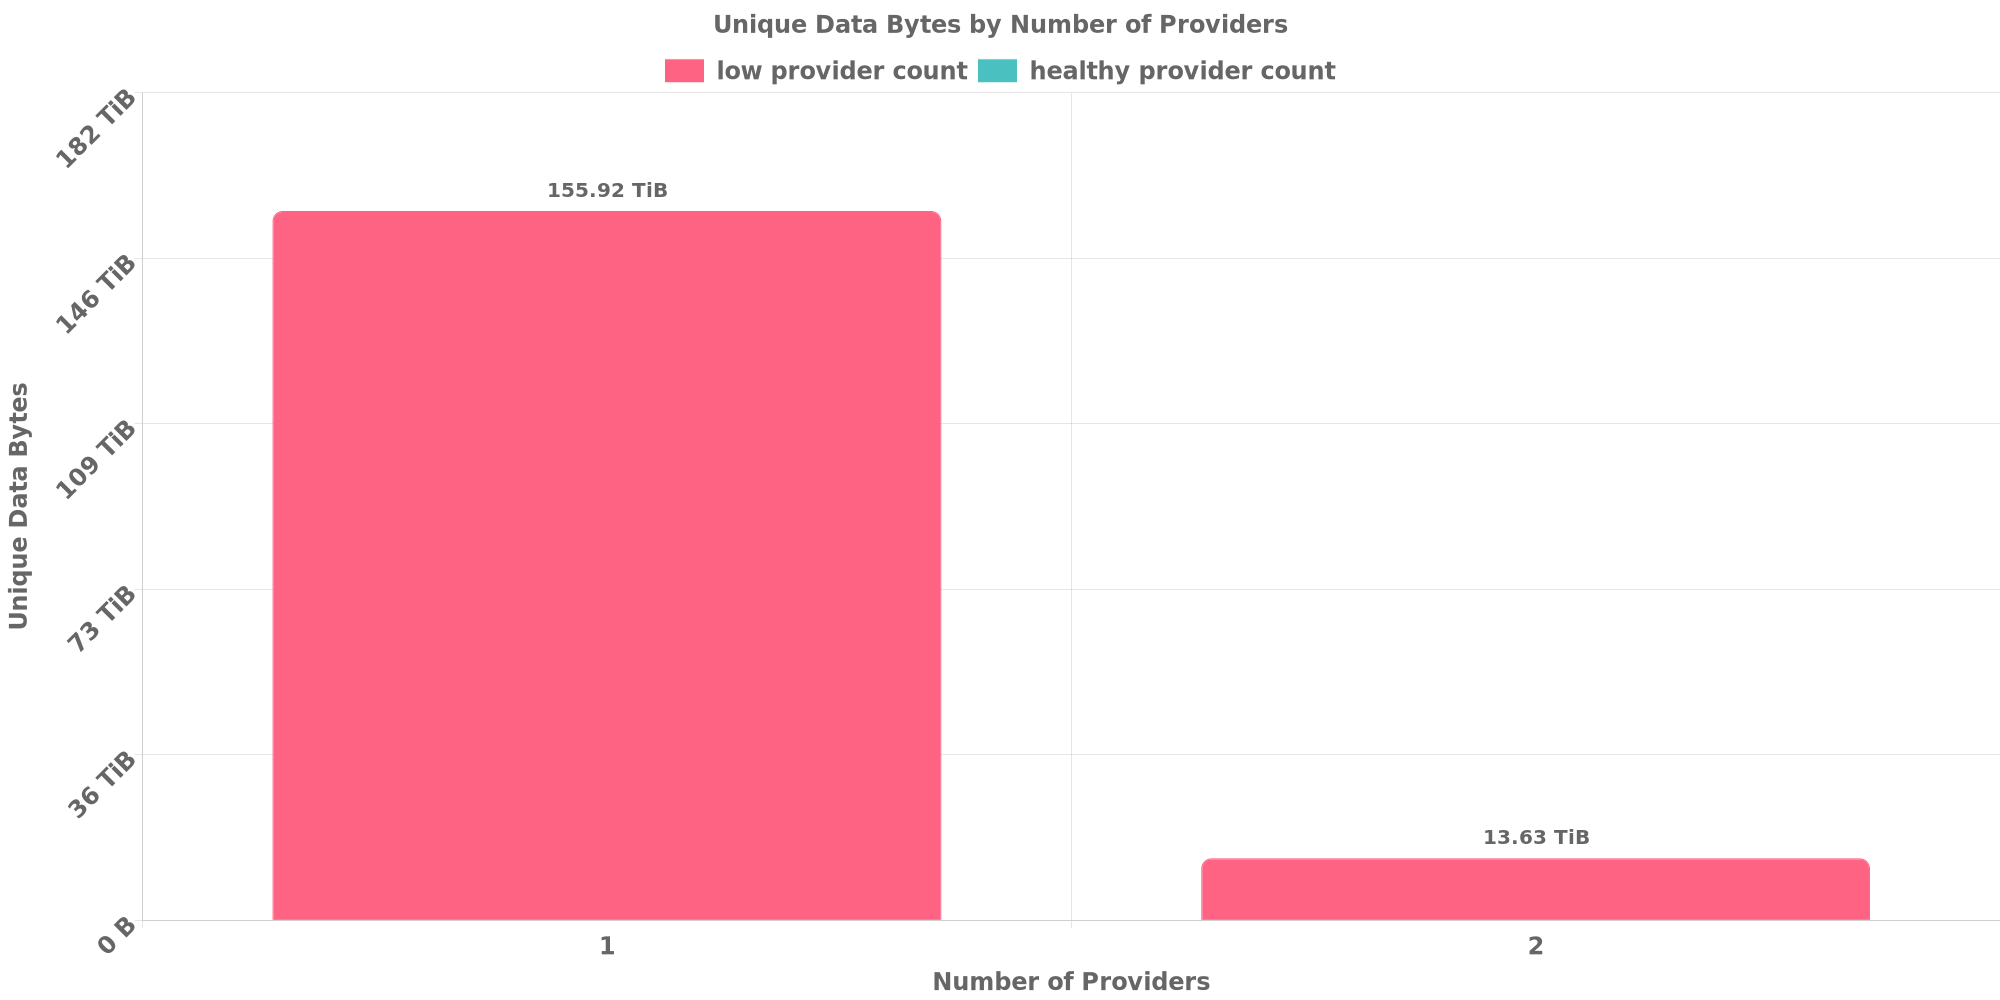 Unique Data Bytes by Number of Providers
low provider count healthy provider count
182 TiB
155.92 TiB
146 TiB
109 TiB
73 TiB
36 TiB
13.63 TiB
0 B
Unique Data Bytes
1 2
Number of Providers